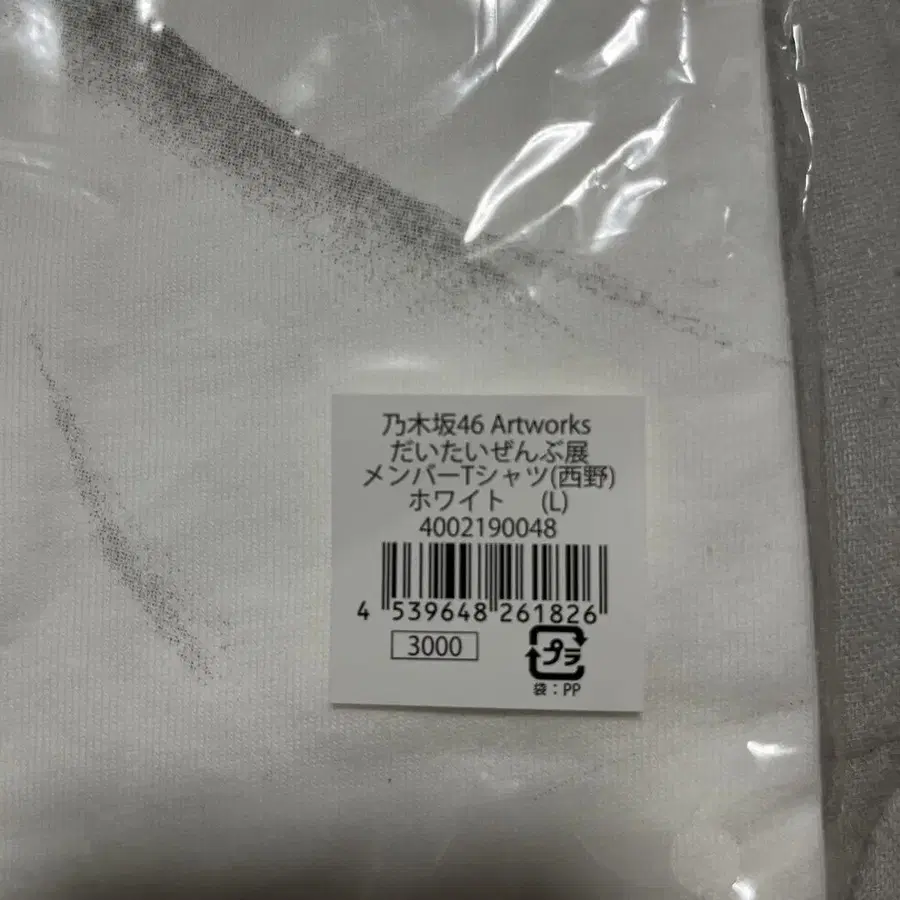 乃木坂46 Artworks
だいたいぜんぶ展
メンバーTシャツ(西野)
ホワイト (L)
4002190048
4 539648 261826
3000
プラ
袋：PP